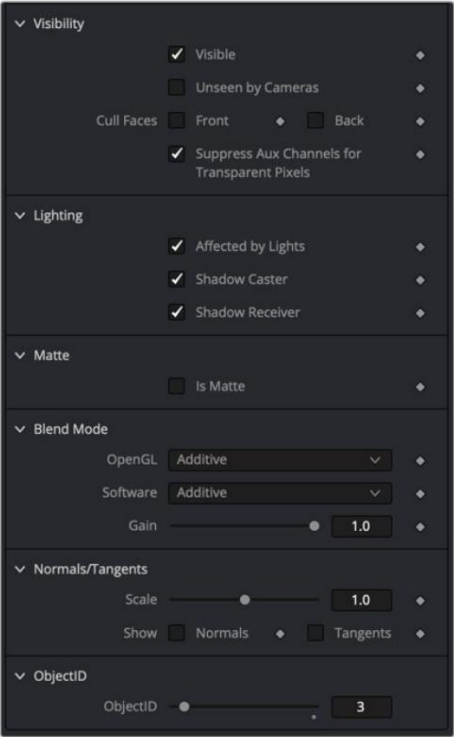 Visibility
Visible
Unseen by Cameras
Cull Faces Front Back
Suppress Aux Channels for
Transparent Pixels
Lighting
Affected by Lights
Shadow Caster
Shadow Receiver
Matte
Is Matte
Blend Mode
OpenGL Additive
Software Additive
Gain 1.0
Normals/Tangents
Scale 1.0
Show Normals Tangents
ObjectID
ObjectID 3